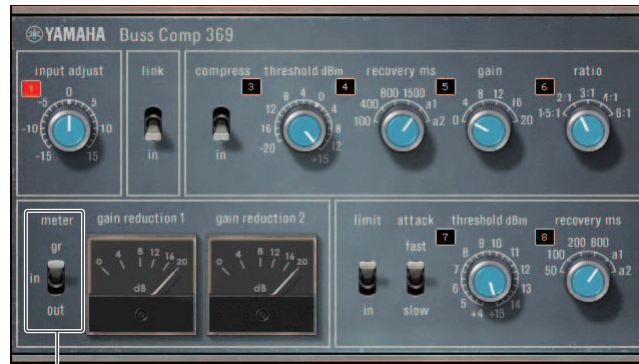 YAMAHA Buss Comp 369
input adjust link compress threshold dBm recovery ms gain ratio
1 3 4 5 6
-15 -10 -5 0 5 10 15
in
in
-20 16 12 8 4 0 4 8 12 +15
100 400 800 1500 a1 a2
0 4 8 12 16 20
1·5:1 2:1 3:1 4:1 6:1
meter gain reduction 1 gain reduction 2 limit attack threshold dBm recovery ms
gr
in
out
0 4 8 12 16 20
dB
0 4 8 12 16 20
dB
in
fast
slow
7 8
+4 5 6 7 8 9 10 11 12 13 14 +15
50 100 200 800 a1 a2